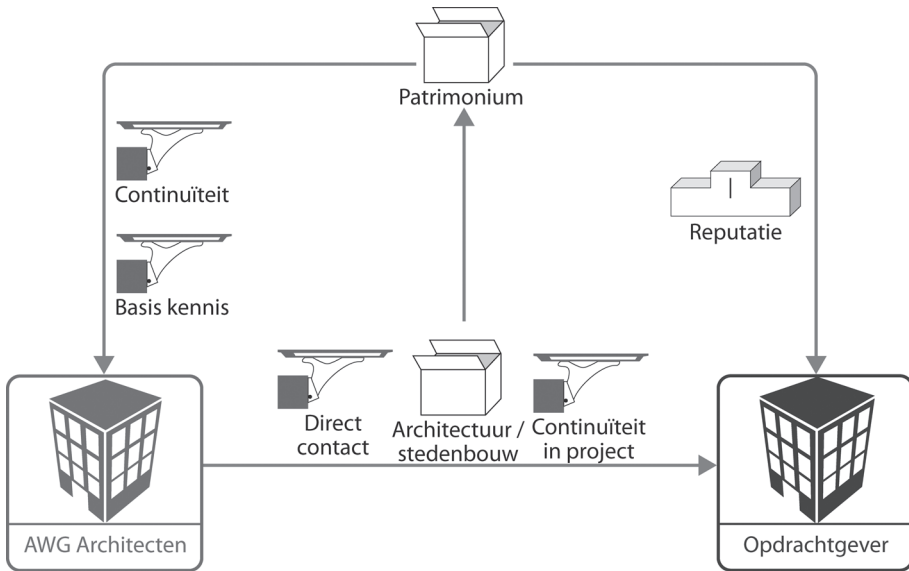 Patrimonium
Continuïteit
Reputatie
Basis kennis
Direct
contact
Architectuur /
stedenbouw
Continuïteit
in project
AWG Architecten
Opdrachtgever